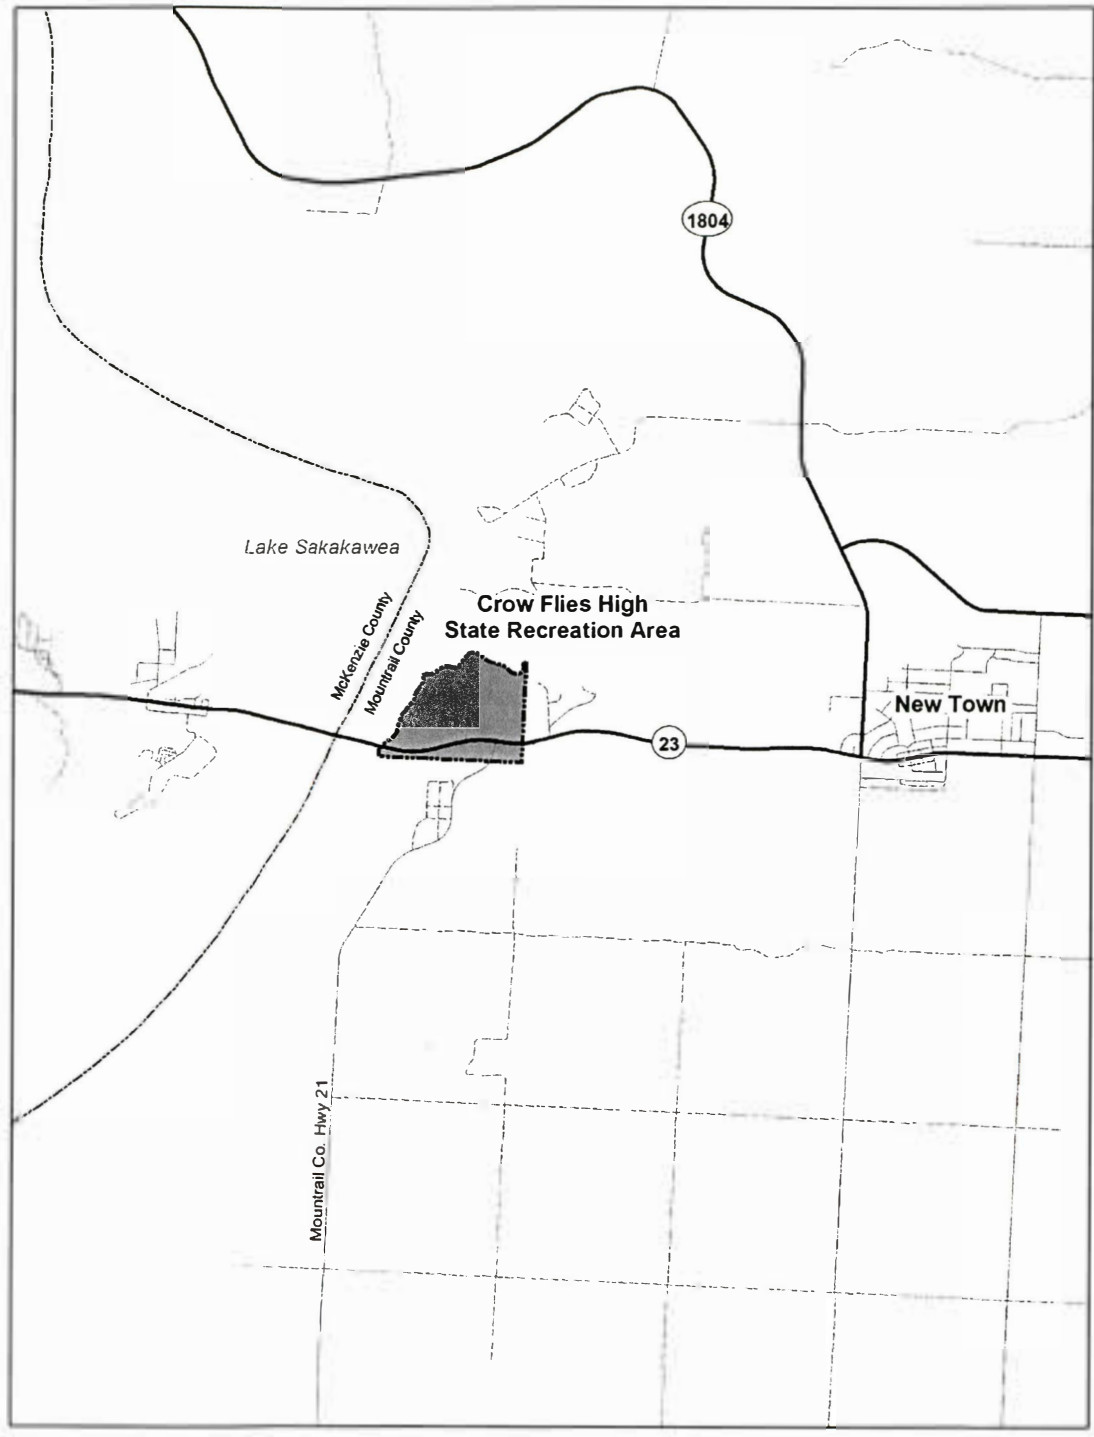 1804
Lake Sakakawea
McKenzie County
Mountrail County
Crow Flies High
State Recreation Area
New Town
23
Mountrail Co. Hwy 21